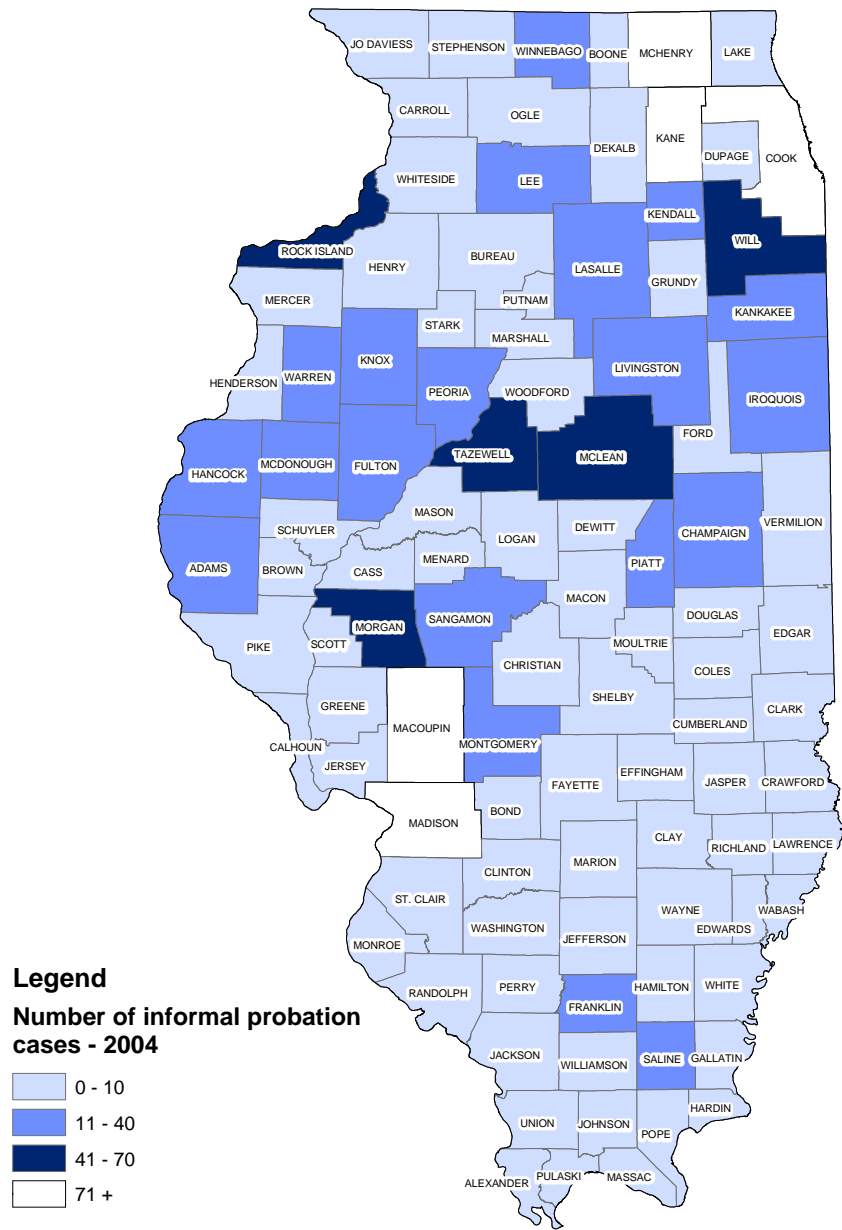 JO DAVIESS
STEPHENSON
WINNEBAGO
BOONE
MCHENRY
LAKE
CARROLL
OGLE
DEKALB
KANE
DUPAGE
COOK
WHITESIDE
LEE
KENDALL
WILL
ROCK ISLAND
HENRY
BUREAU
LASALLE
GRUNDY
MERCER
PUTNAM
KANKAKEE
STARK
MARSHALL
HENDERSON
WARREN
KNOX
PEORIA
WOODFORD
LIVINGSTON
IROQUOIS
FORD
HANCOCK
MCDONOUGH
FULTON
TAZEWELL
MCLEAN
MASON
SCHUYLER
LOGAN
DEWITT
CHAMPAIGN
VERMILION
ADAMS
BROWN
CASS
MENARD
PIATT
MACON
PIKE
SCOTT
MORGAN
SANGAMON
CHRISTIAN
MOULTRIE
DOUGLAS
EDGAR
COLES
SHELBY
GREENE
MACOUPIN
CUMBERLAND
CLARK
CALHOUN
JERSEY
MONTGOMERY
FAYETTE
EFFINGHAM
JASPER
CRAWFORD
BOND
MADISON
CLAY
RICHLAND
LAWRENCE
MARION
CLINTON
ST. CLAIR
WAYNE
EDWARDS
WABASH
WASHINGTON
JEFFERSON
MONROE
RANDOLPH
PERRY
FRANKLIN
HAMILTON
WHITE
JACKSON
WILLIAMSON
SALINE
GALLATIN
UNION
JOHNSON
POPE
HARDIN
ALEXANDER
PULASKI
MASSAC
Legend
Number of informal probation
cases - 2004
0 - 10
11 - 40
41 - 70
71 +